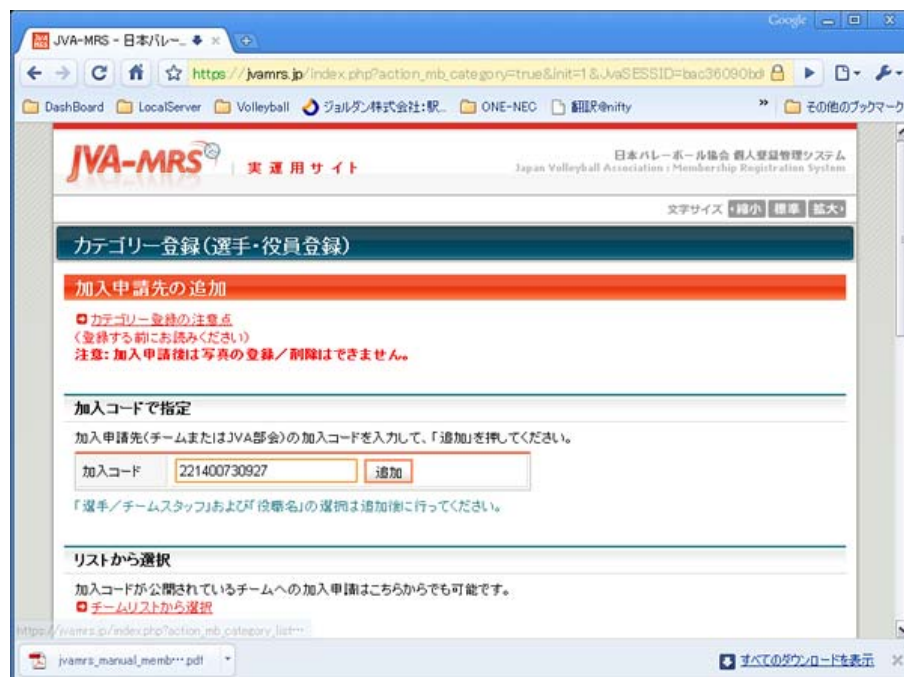 Google
JVA-MRS - 日本バレー…
https://jvamrs.jp/index.php?action_mb_category=true&init=1&JvaSESSID=bac36090bd
DashBoard LocalServer Volleyball ジョルダン株式会社:駅… ONE-NEC 翻訳@nifty » その他のブックマーク
JVA-MRS 実運用サイト
日本バレーボール協会 個人登録管理システム
Japan Volleyball Association : Membership Registration System
文字サイズ 縮小 標準 拡大
カテゴリー登録(選手・役員登録)
加入申請先の追加
カテゴリー登録の注意点
(登録する前にお読みください)
注意: 加入申請後は写真の登録/削除はできません。
加入コードで指定
加入申請先(チームまたはJVA部会)の加入コードを入力して、「追加」を押してください。
加入コード 221400730927 追加
「選手/チームスタッフ」および「役職名」の選択は追加後に行ってください。
リストから選択
加入コードが公開されているチームへの加入申請はこちらからでも可能です。
チームリストから選択
https://jvamrs.jp/index.php?action_mb_category_list…
jvamrs_manual_memb…pdf すべてのダウンロードを表示